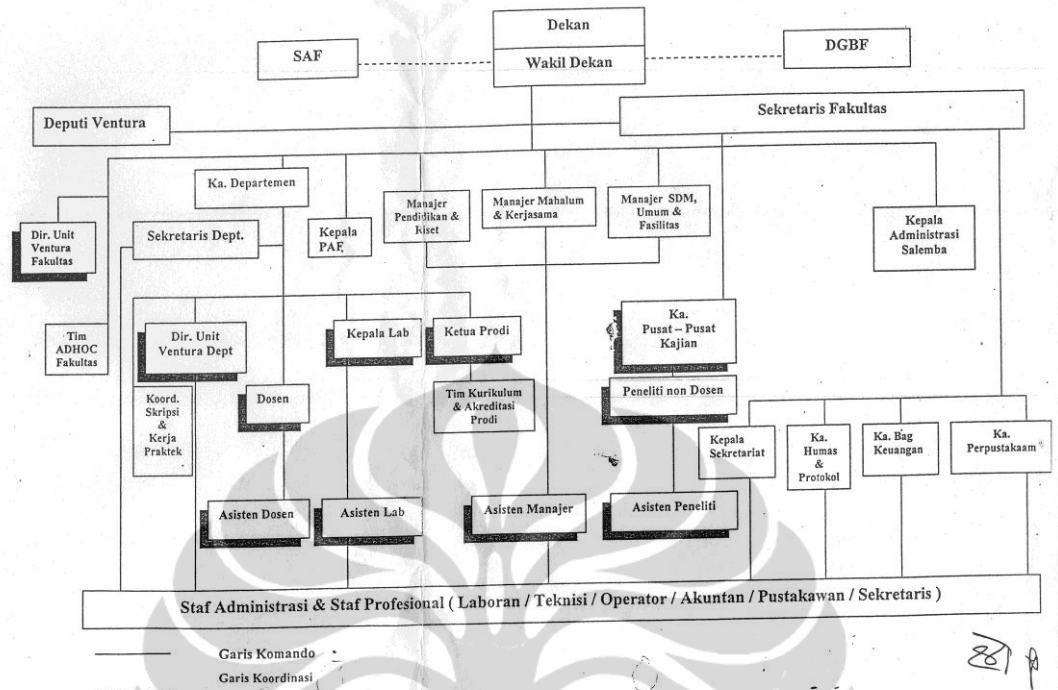 Dekan
SAF
DGBF
Wakil Dekan
Deputi Ventura
Sekretaris Fakultas
Ka. Departemen
Manajer
Pendidikan &
Riset
Manajer Mahalum
& Kerjasama
Manajer SDM,
Umum &
Fasilitas
Kepala
PAF
Kepala
Administrasi
Salemba
Dir. Unit
Ventura
Fakultas
Sekretaris Dept.
Tim
ADHOC
Fakultas
Dir. Unit
Ventura Dept
Kepala Lab
Ketua Prodi
Ka.
Pusat – Pusat
Kajian
Koord.
Skripsi
&
Kerja
Praktek
Dosen
Tim Kurikulum
& Akreditasi
Prodi
Peneliti non Dosen
Kepala
Sekretariat
Ka.
Humas
&
Protokol
Ka. Bag
Keuangan
Ka.
Perpustakaam
Asisten Dosen
Asisten Lab
Asisten Manajer
Asisten Peneliti
Staf Administrasi & Staf Profesional ( Laboran / Teknisi / Operator / Akuntan / Pustakawan / Sekretaris )
Garis Komando
Garis Koordinasi